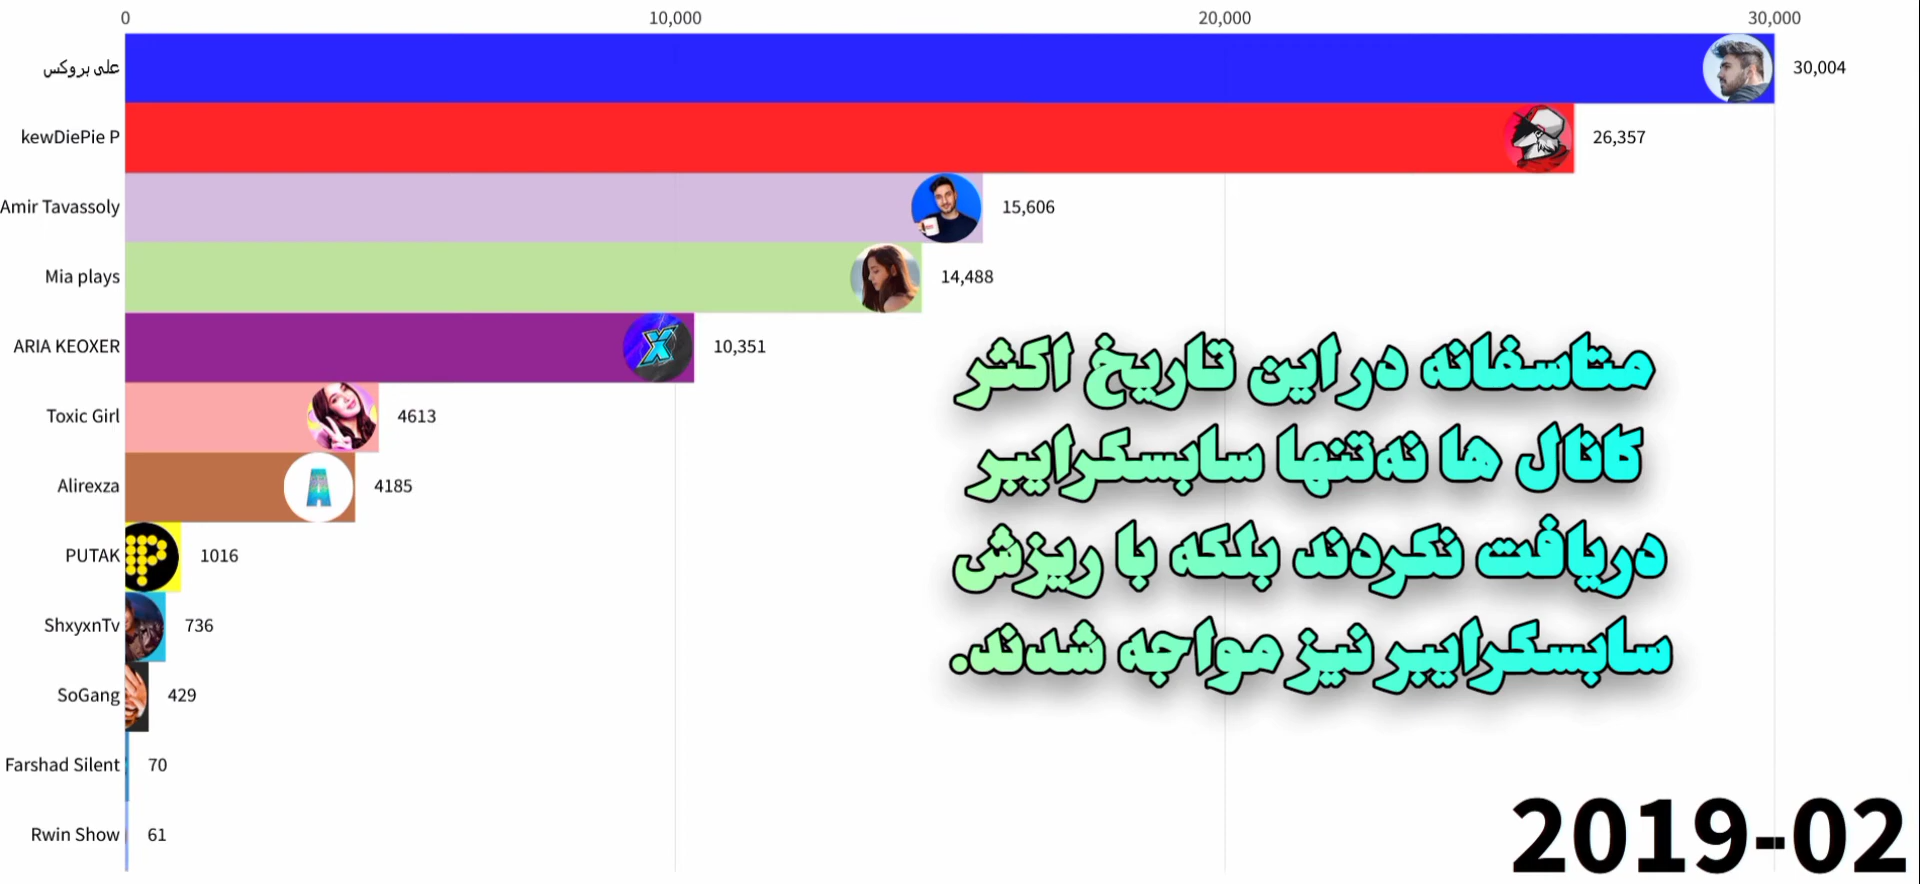 0 10,000 20,000 30,000
علی بروکس 30,004
kewDiePie P 26,357
Amir Tavassoly 15,606
Mia plays 14,488
ARIA KEOXER 10,351
Toxic Girl 4613
Alirexza 4185
PUTAK 1016
ShxyxnTv 736
SoGang 429
Farshad Silent 70
Rwin Show 61
متاسفانه در این تاریخ اکثر
کانال ها نه‌تنها سابسکرایبر
دریافت نکردند بلکه با ریزش
سابسکرایبر نیز مواجه شدند.
2019-02